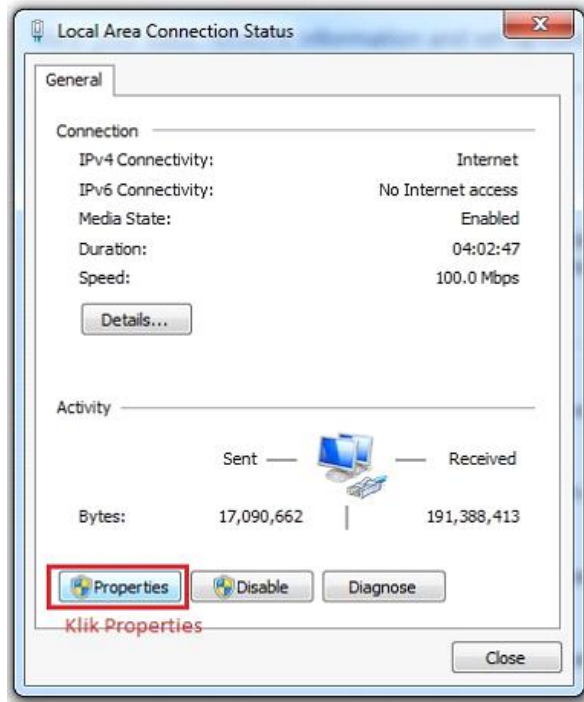 Local Area Connection Status
General
Connection
IPv4 Connectivity: Internet
IPv6 Connectivity: No Internet access
Media State: Enabled
Duration: 04:02:47
Speed: 100.0 Mbps
Details...
Activity
Sent Received
Bytes: 17,090,662 191,388,413
Properties Disable Diagnose
Klik Properties
Close